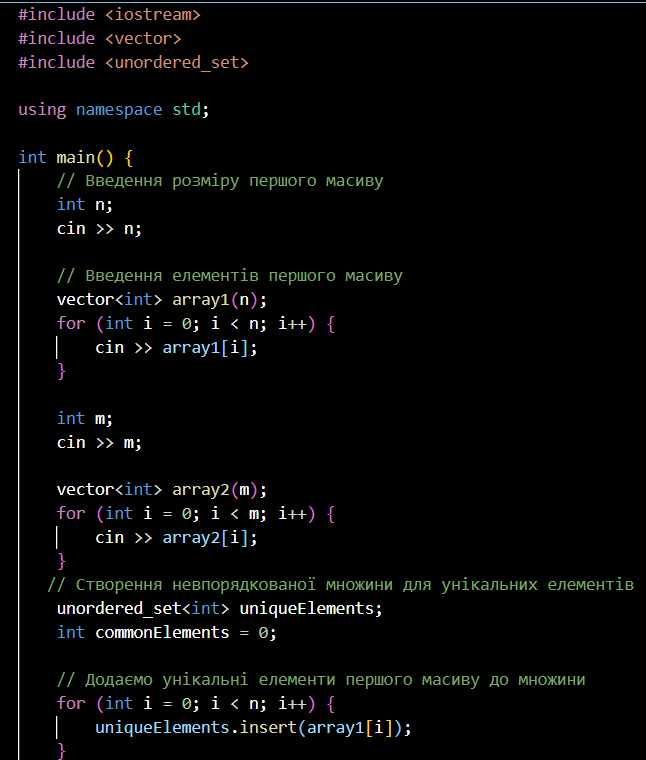 #include <iostream>
#include <vector>
#include <unordered_set>
using namespace std;
int main() {
// Введення розміру першого масиву
int n;
cin >> n;
// Введення елементів першого масиву
vector<int> array1(n);
for (int i = 0; i < n; i++) {
cin >> array1[i];
}
int m;
cin >> m;
vector<int> array2(m);
for (int i = 0; i < m; i++) {
cin >> array2[i];
}
// Створення невпорядкованої множини для унікальних елементів
unordered_set<int> uniqueElements;
int commonElements = 0;
// Додаємо унікальні елементи першого масиву до множини
for (int i = 0; i < n; i++) {
uniqueElements.insert(array1[i]);
}